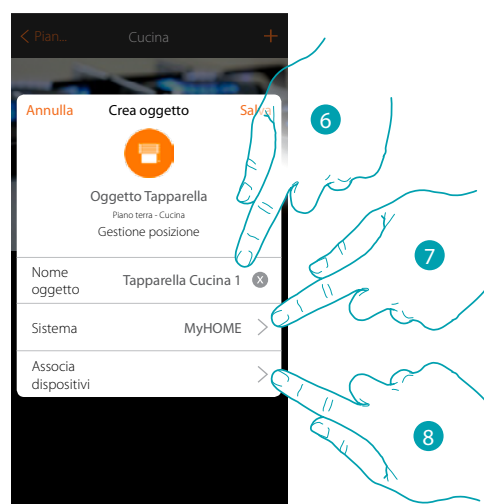 < Pian... Cucina +
Annulla Crea oggetto Salva
Oggetto Tapparella
Piano terra - Cucina
Gestione posizione
Nome
oggetto
Tapparella Cucina 1 X
Sistema MyHOME >
Associa
dispositivi >
6
7
8